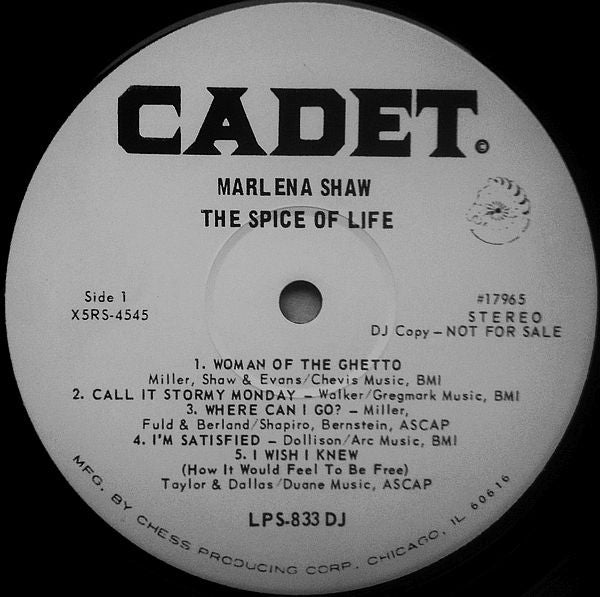 CADET. ©
MARLENA SHAW
THE SPICE OF LIFE
Side 1
X5RS-4545
#17965
STEREO
DJ Copy – NOT FOR SALE
1. WOMAN OF THE GHETTO
Miller, Shaw & Evans/Chevis Music, BMI
2. CALL IT STORMY MONDAY – Walker/Gregmark Music, BMI
3. WHERE CAN I GO? – Miller,
Fuld & Berland/Shapiro, Bernstein, ASCAP
4. I'M SATISFIED – Dollison/Arc Music, BMI
5. I WISH I KNEW
(How It Would Feel To Be Free)
Taylor & Dallas/Duane Music, ASCAP
LPS-833 DJ
MFG. BY CHESS PRODUCING CORP. CHICAGO, IL 60616